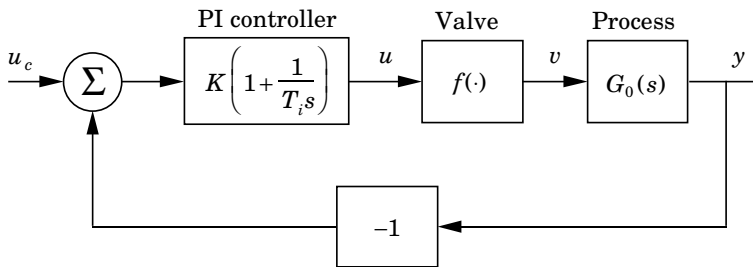 PI controller
Valve
Process
u_c
Σ
K(1+1/(T_i s))
u
f(·)
v
G_0(s)
y
−1